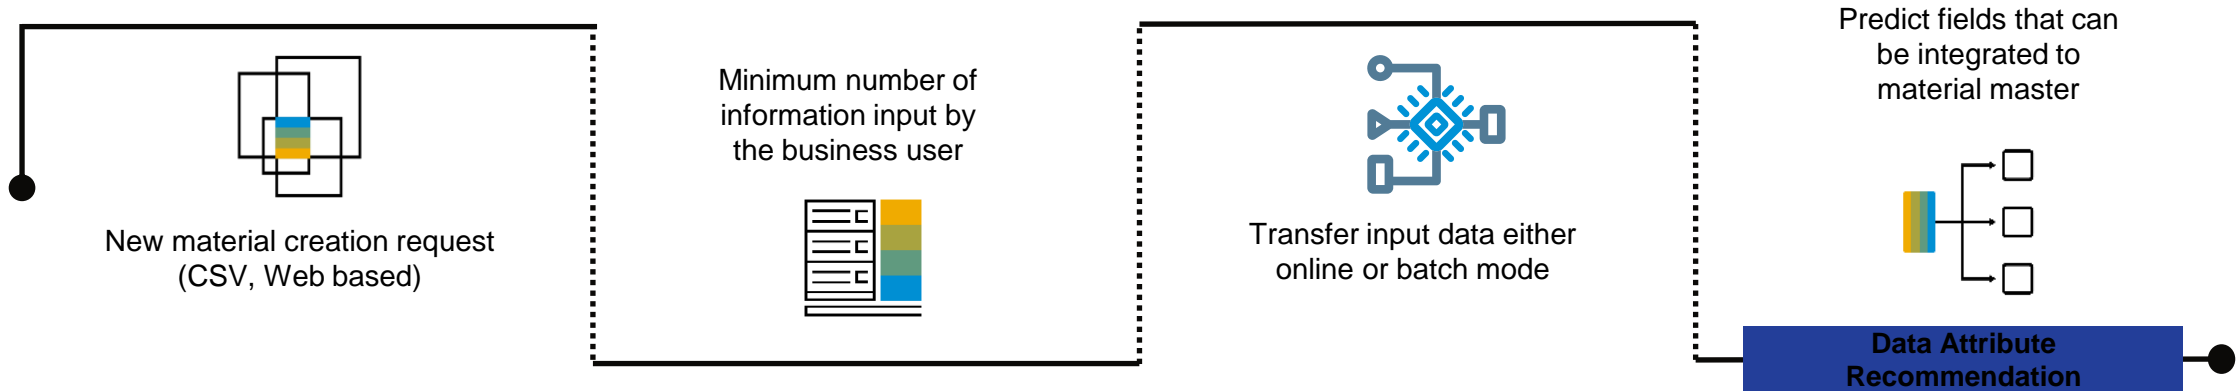 New material creation request
(CSV, Web based)
Minimum number of
information input by
the business user
Transfer input data either
online or batch mode
Predict fields that can
be integrated to
material master
Data Attribute
Recommendation